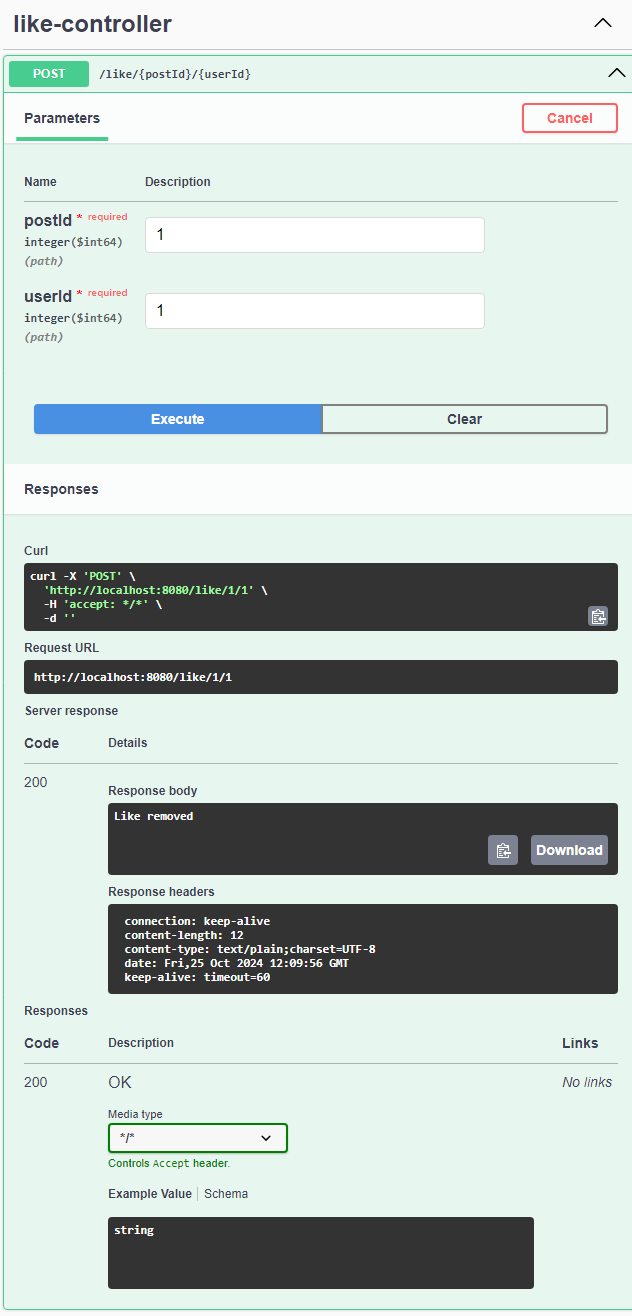 like-controller
POST /like/{postId}/{userId}
Parameters
Cancel
Name Description
postId * required
integer($int64)
(path)
1
userId * required
integer($int64)
(path)
1
Execute Clear
Responses
Curl
curl -X 'POST' \
'http://localhost:8080/like/1/1' \
-H 'accept: */*' \
-d ''
Request URL
http://localhost:8080/like/1/1
Server response
Code Details
200
Response body
Like removed
Download
Response headers
connection: keep-alive
content-length: 12
content-type: text/plain;charset=UTF-8
date: Fri,25 Oct 2024 12:09:56 GMT
keep-alive: timeout=60
Responses
Code Description Links
200 OK No links
Media type
*/*
Controls Accept header.
Example Value Schema
string